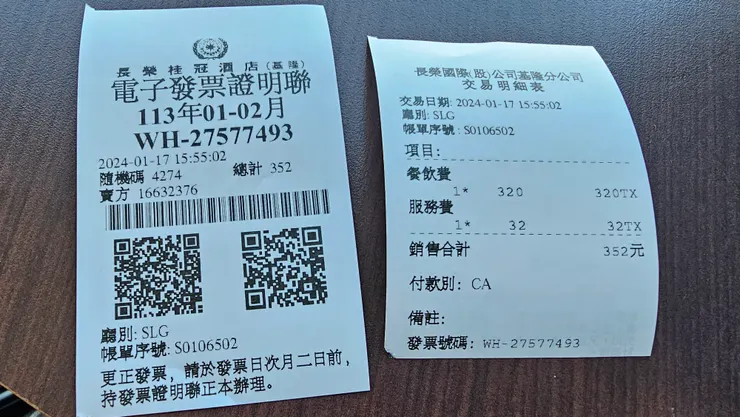 長榮桂冠酒店(基隆)
電子發票證明聯
113年01-02月
WH-27577493
2024-01-17 15:55:02
隨機碼 4274 總計 352
賣方 16632376
廳別: SLG
帳單序號: S0106502
更正發票，請於發票日次月二日前，
持發票證明聯正本辦理。
長榮國際(股)公司基隆分公司
交易明細表
交易日期: 2024-01-17 15:55:02
廳別: SLG
帳單序號 : S0106502
項目:
餐飲費
1* 320 320TX
服務費
1* 32 32TX
銷售合計 352元
付款別: CA
備註:
發票號碼: WH-27577493